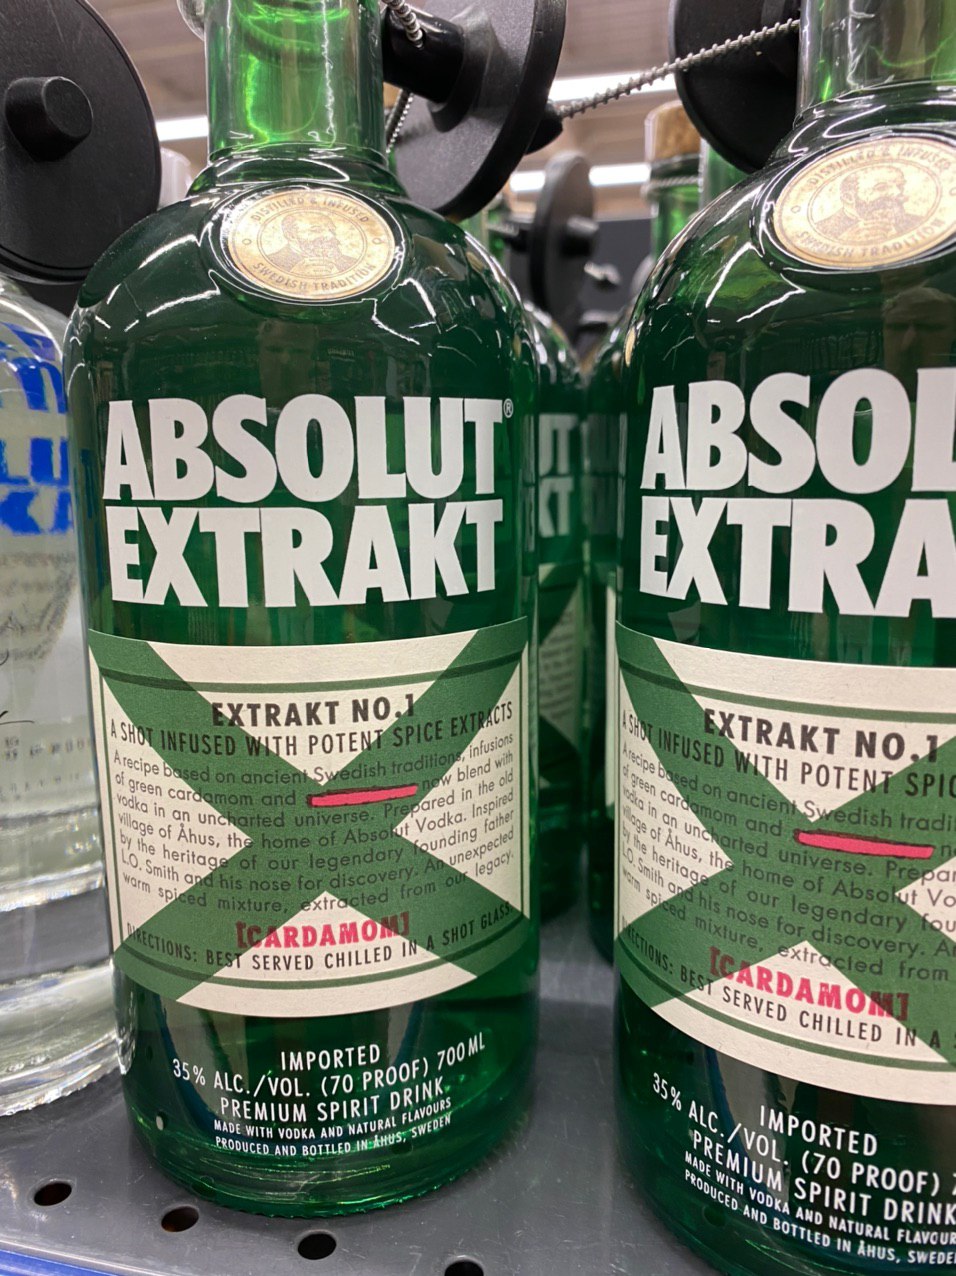 DISTILLED & INFUSED
SWEDISH TRADITION
ABSOLUT®
EXTRAKT
EXTRAKT NO.1
A SHOT INFUSED WITH POTENT SPICE EXTRACTS
A recipe based on ancient Swedish traditions, infusions
of green cardamom and now blend with
vodka in an uncharted universe. Prepared in the old
village of Åhus, the home of Absolut Vodka. Inspired
by the heritage of our legendary founding father
L.O. Smith and his nose for discovery. An unexpected
warm spiced mixture, extracted from our legacy.
[CARDAMOM]
DIRECTIONS: BEST SERVED CHILLED IN A SHOT GLASS.
IMPORTED
35% ALC./VOL. (70 PROOF) 700ML
PREMIUM SPIRIT DRINK
MADE WITH VODKA AND NATURAL FLAVOURS
PRODUCED AND BOTTLED IN ÅHUS, SWEDEN
DISTILLED & INFUSED
SWEDISH TRADITION
ABSOL
EXTRA
EXTRAKT NO.1
A SHOT INFUSED WITH POTENT SPIC
A recipe based on ancient Swedish traditi
of green cardamom and ne
vodka in an uncharted universe. Prepar
village of Åhus, the home of Absolut Vo
by the heritage of our legendary fou
L.O. Smith and his nose for discovery. A
warm spiced mixture, extracted from
[CARDAMOM]
DIRECTIONS: BEST SERVED CHILLED IN A S
IMPORTED
35% ALC./VOL. (70 PROOF) 7
PREMIUM SPIRIT DRINK
MADE WITH VODKA AND NATURAL FLAVOU
PRODUCED AND BOTTLED IN ÅHUS, SWEDE